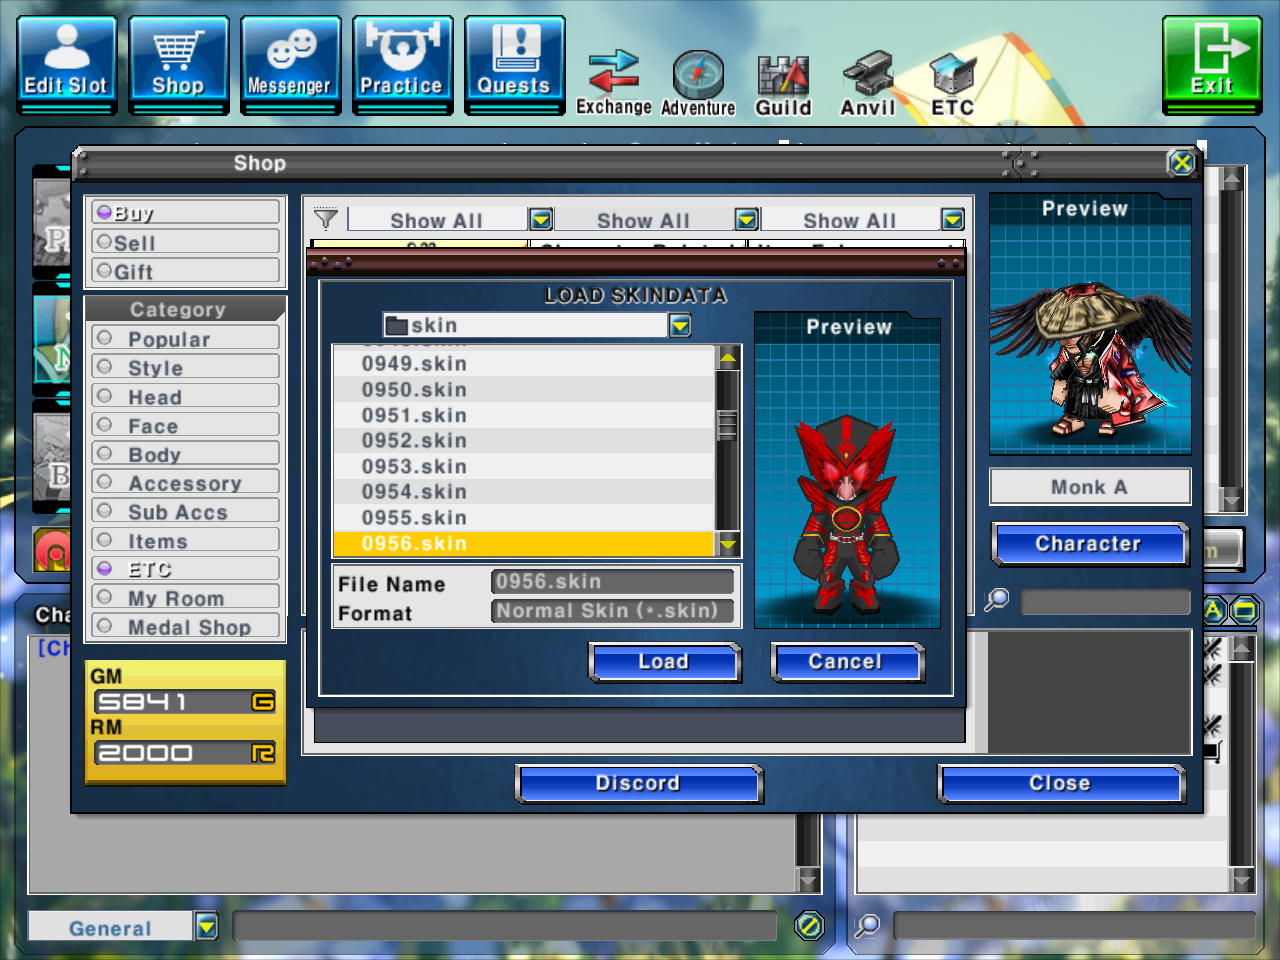 Edit Slot
Shop
Messenger
Practice
Quests
Exchange
Adventure
Guild
Anvil
ETC
Exit
Shop
Buy
Sell
Gift
Category
Popular
Style
Head
Face
Body
Accessory
Sub Accs
Items
ETC
My Room
Medal Shop
GM
5841 G
RM
2000 R
Show All
Show All
Show All
LOAD SKINDATA
skin
0949.skin
0950.skin
0951.skin
0952.skin
0953.skin
0954.skin
0955.skin
0956.skin
File Name
0956.skin
Format
Normal Skin (*.skin)
Preview
Load
Cancel
Preview
Monk A
Character
Discord
Close
Cha
[Ch
General